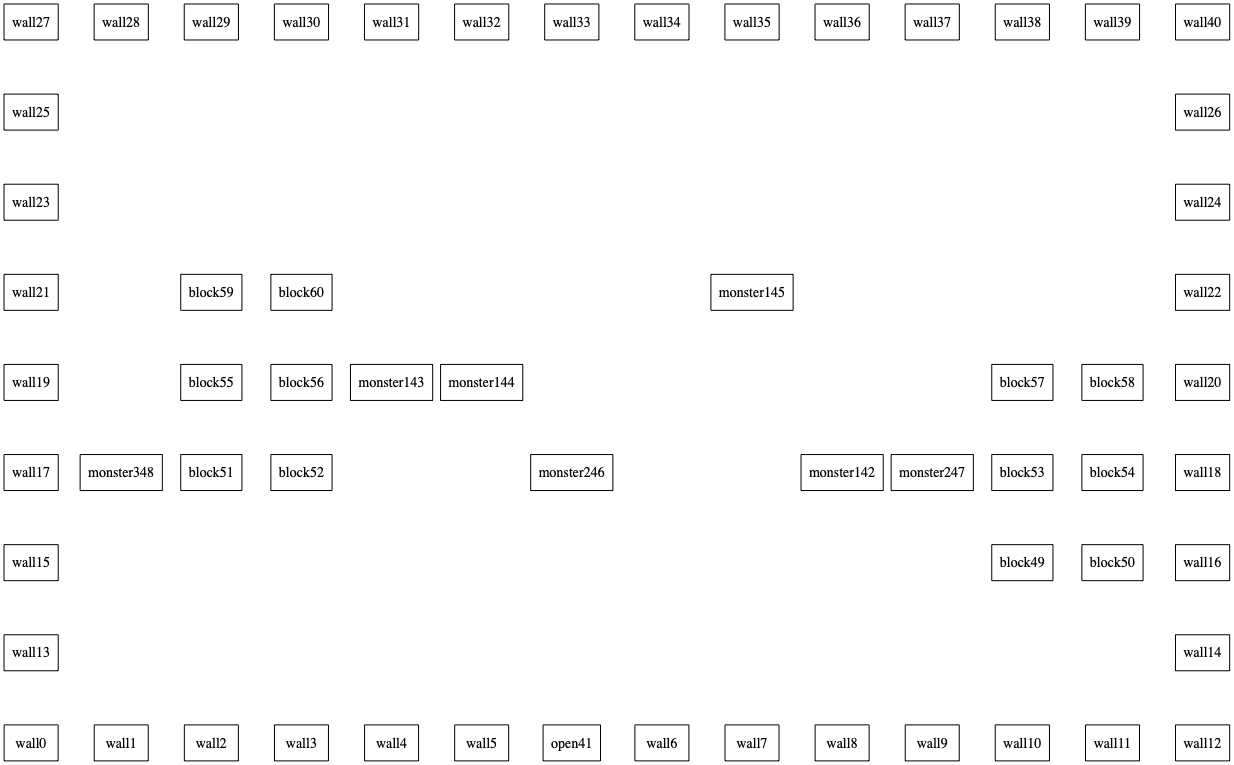 wall27 wall28 wall29 wall30 wall31 wall32 wall33 wall34 wall35 wall36 wall37 wall38 wall39 wall40
wall25 wall26
wall23 wall24
wall21 block59 block60 monster145 wall22
wall19 block55 block56 monster143 monster144 block57 block58 wall20
wall17 monster348 block51 block52 monster246 monster142 monster247 block53 block54 wall18
wall15 block49 block50 wall16
wall13 wall14
wall0 wall1 wall2 wall3 wall4 wall5 open41 wall6 wall7 wall8 wall9 wall10 wall11 wall12